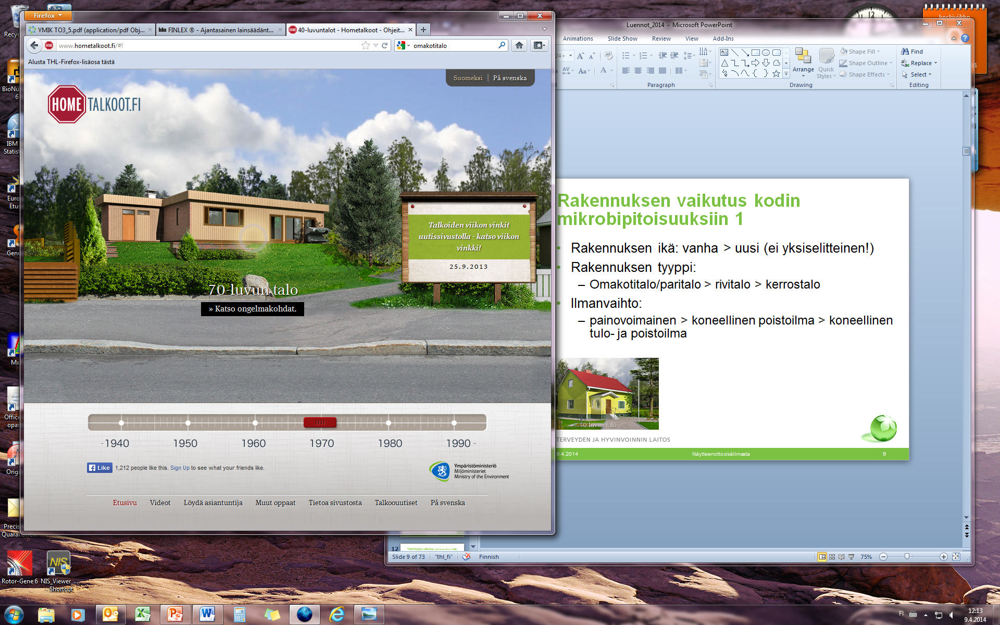 Firefox
YMIK TO3_5.pdf (application/pdf Obj...
FINLEX ® - Ajantasainen lainsäädänt...
40-luvuntalot - Hometalkoot - Ohjeit...
www.hometalkoot.fi/#!
omakotitalo
Alusta THL-Firefox-lisäosa tästä
Suomeksi | På svenska
HOME TALKOOT.FI
Talkoiden viikon vinkit
uutissivustolla - katso viikon
vinkki!
25.9.2013
70-luvun talo
» Katso ongelmakohdat.
-1940 1950 1960 1970 1980 1990 -
Like 1,212 people like this. Sign Up to see what your friends like.
Ympäristöministeriö
Miljöministeriet
Ministry of the Environment
Etusivu Videot Löydä asiantuntija Muut oppaat Tietoa sivustosta Talkoouutiset På svenska
Luennot_2014 - Microsoft PowerPoint
Animations Slide Show Review View Add-Ins
Arrange
Quick
Styles
Shape Fill
Shape Outline
Shape Effects
Find
Replace
Select
Paragraph Drawing Editing
Rakennuksen vaikutus kodin
mikrobipitoisuuksiin 1
• Rakennuksen ikä: vanha > uusi (ei yksiselitteinen!)
• Rakennuksen tyyppi:
– Omakotitalo/paritalo > rivitalo > kerrostalo
• Ilmanvaihto:
– painovoimainen > koneellinen poistoilma > koneellinen
tulo- ja poistoilma
50-luvun talo
TERVEYDEN JA HYVINVOINNIN LAITOS
9.4.2014 Näytteenottosisäilmasta 9
12
Slide 9 of 73 "thl_fi" Finnish 75%
keskiviikko
Rotor-Gene 6
NIS_Viewer_...
Shortcut
NIS
FI
12:13
9.4.2014